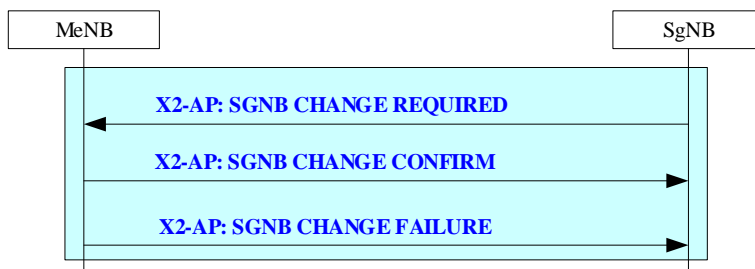 MeNB
SgNB
X2-AP: SGNB CHANGE REQUIRED
X2-AP: SGNB CHANGE CONFIRM
X2-AP: SGNB CHANGE FAILURE